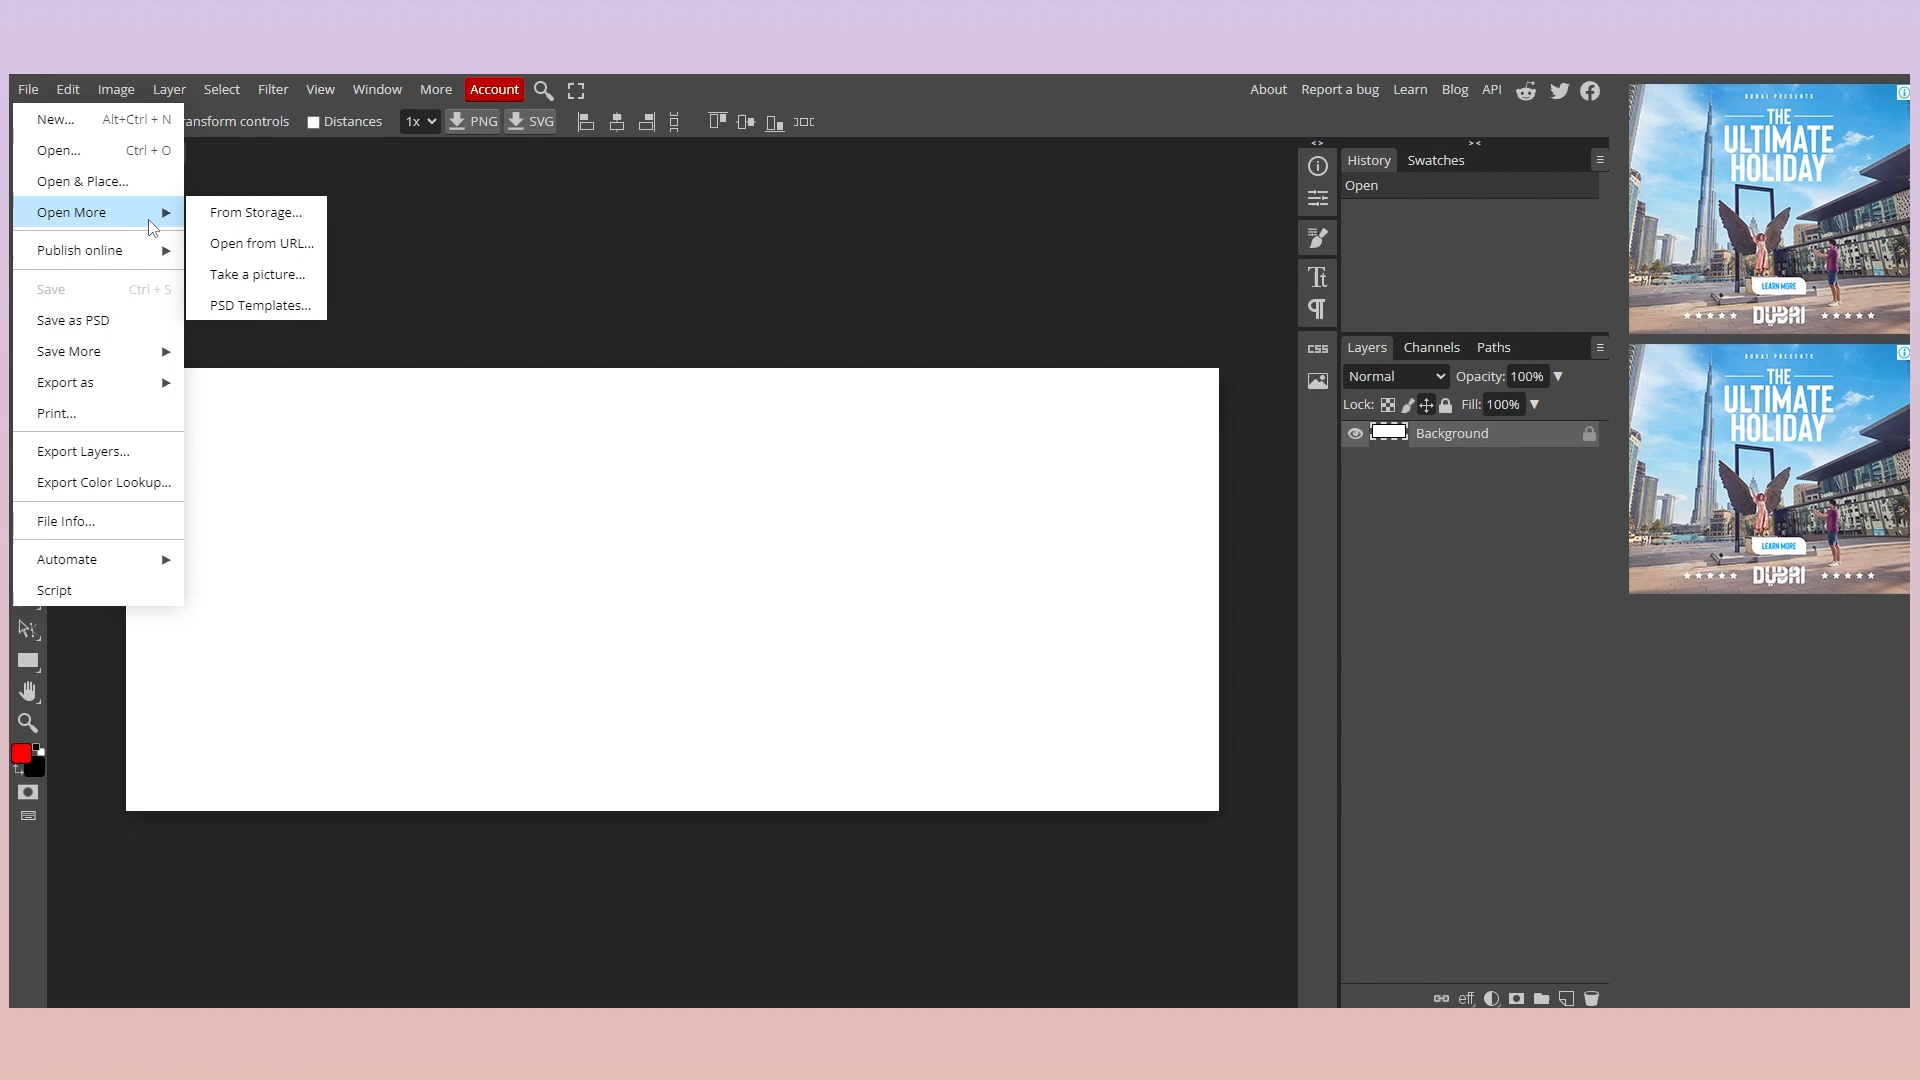 File Edit Image Layer Select Filter View Window More Account About Report a bug Learn Blog API
ansform controls Distances 1x PNG SVG
New... Alt+Ctrl + N
Open... Ctrl + O
Open & Place...
Open More
Publish online
Save Ctrl + S
Save as PSD
Save More
Export as
Print...
Export Layers...
Export Color Lookup...
File Info...
Automate
Script
From Storage...
Open from URL...
Take a picture...
PSD Templates...
Tt
CSS
History Swatches
Open
Layers Channels Paths
Normal Opacity: 100%
Lock: Fill: 100%
Background
eff
DUBAI PRESENTS
THE
ULTIMATE
HOLIDAY
LEARN MORE
DUBAI
DUBAI PRESENTS
THE
ULTIMATE
HOLIDAY
LEARN MORE
DUBAI